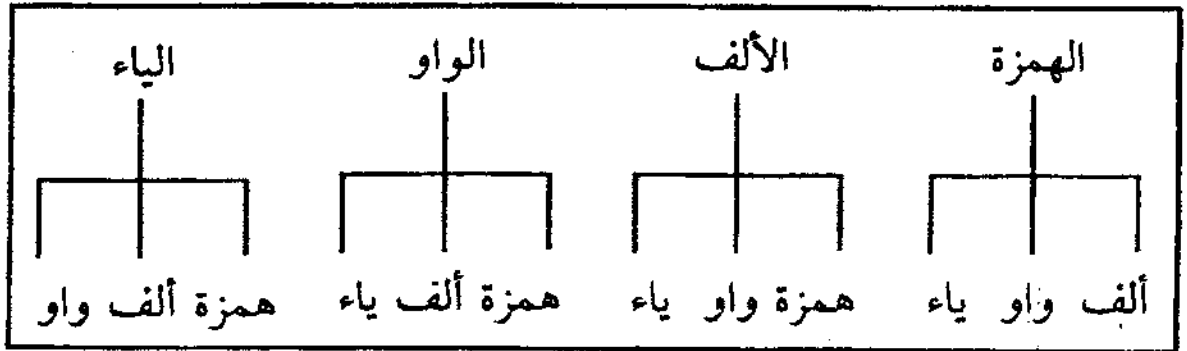 الهمزة الألف الواو الياء
ألف واو ياء همزة واو ياء همزة ألف ياء همزة ألف واو